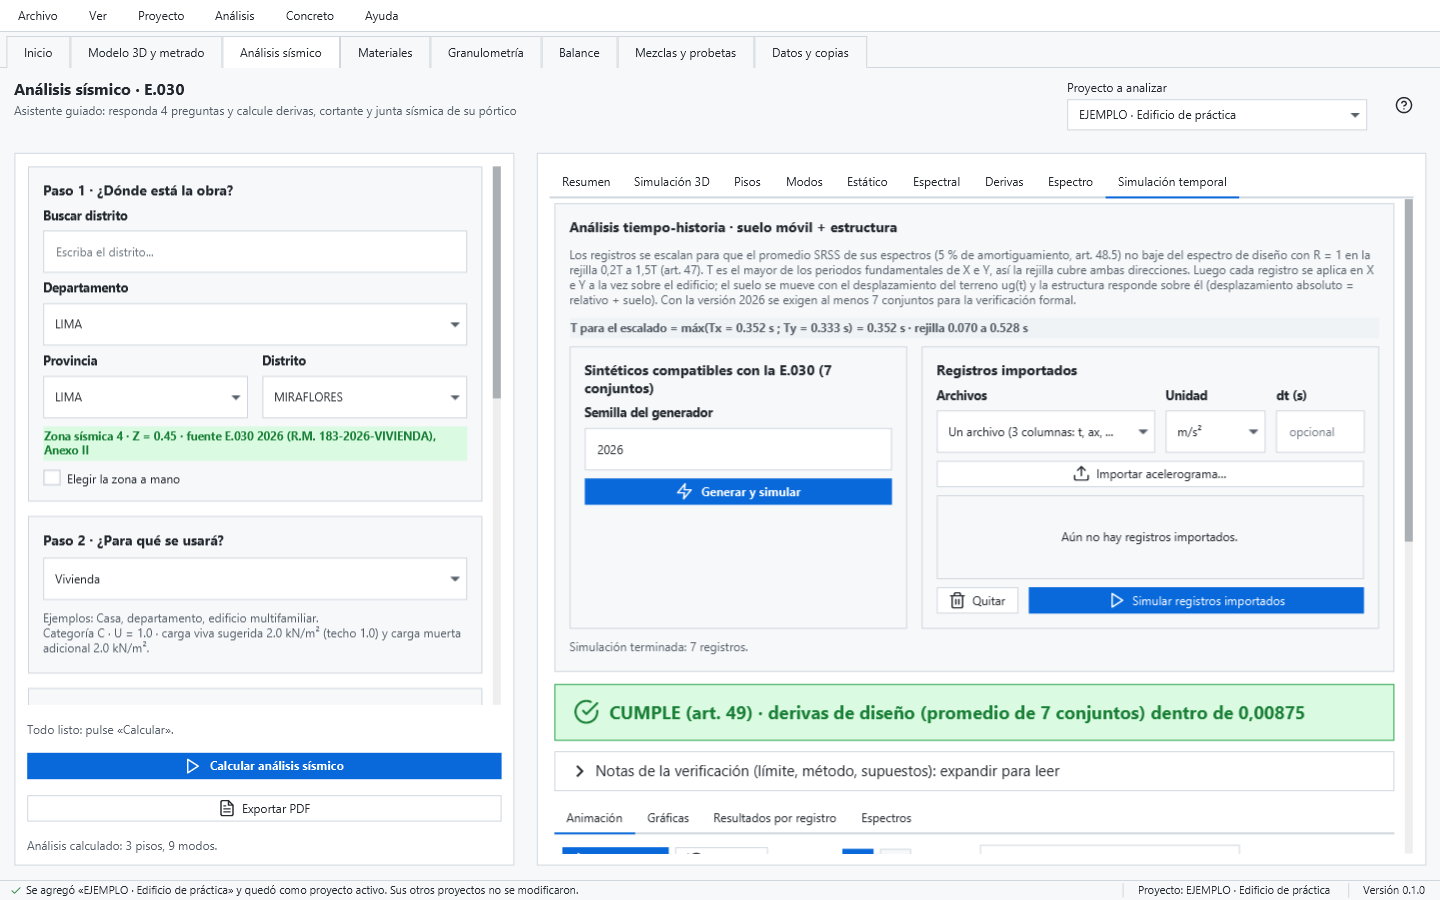 Archivo Ver Proyecto Análisis Concreto Ayuda
Inicio Modelo 3D y metrado Análisis sísmico Materiales Granulometría Balance Mezclas y probetas Datos y copias
Análisis sísmico · E.030
Asistente guiado: responda 4 preguntas y calcule derivas, cortante y junta sísmica de su pórtico
Proyecto a analizar
EJEMPLO · Edificio de práctica
Paso 1 · ¿Dónde está la obra?
Buscar distrito
Escriba el distrito...
Departamento
LIMA
Provincia Distrito
LIMA MIRAFLORES
Zona sísmica 4 · Z = 0.45 · fuente E.030 2026 (R.M. 183-2026-VIVIENDA),
Anexo II
Elegir la zona a mano
Paso 2 · ¿Para qué se usará?
Vivienda
Ejemplos: Casa, departamento, edificio multifamiliar.
Categoría C · U = 1.0 · carga viva sugerida 2.0 kN/m² (techo 1.0) y carga muerta
adicional 2.0 kN/m².
Todo listo: pulse «Calcular».
Calcular análisis sísmico
Exportar PDF
Análisis calculado: 3 pisos, 9 modos.
Resumen Simulación 3D Pisos Modos Estático Espectral Derivas Espectro Simulación temporal
Análisis tiempo-historia · suelo móvil + estructura
Los registros se escalan para que el promedio SRSS de sus espectros (5 % de amortiguamiento, art. 48.5) no baje del espectro de diseño con R = 1 en la
rejilla 0,2T a 1,5T (art. 47). T es el mayor de los periodos fundamentales de X e Y, así la rejilla cubre ambas direcciones. Luego cada registro se aplica en X
e Y a la vez sobre el edificio; el suelo se mueve con el desplazamiento del terreno ug(t) y la estructura responde sobre él (desplazamiento absoluto =
relativo + suelo). Con la versión 2026 se exigen al menos 7 conjuntos para la verificación formal.
T para el escalado = máx(Tx = 0.352 s ; Ty = 0.333 s) = 0.352 s · rejilla 0.070 a 0.528 s
Sintéticos compatibles con la E.030 (7
conjuntos)
Semilla del generador
2026
Generar y simular
Registros importados
Archivos Unidad dt (s)
Un archivo (3 columnas: t, ax, ... m/s² opcional
Importar acelerograma...
Aún no hay registros importados.
Quitar Simular registros importados
Simulación terminada: 7 registros.
CUMPLE (art. 49) · derivas de diseño (promedio de 7 conjuntos) dentro de 0,00875
Notas de la verificación (límite, método, supuestos): expandir para leer
Animación Gráficas Resultados por registro Espectros
Se agregó «EJEMPLO · Edificio de práctica» y quedó como proyecto activo. Sus otros proyectos no se modificaron.
Proyecto: EJEMPLO · Edificio de práctica Versión 0.1.0